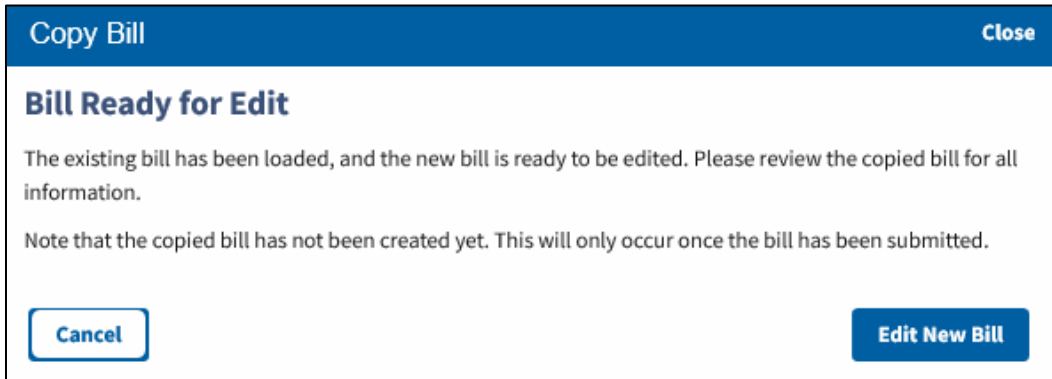 Copy Bill
Close
Bill Ready for Edit
The existing bill has been loaded, and the new bill is ready to be edited. Please review the copied bill for all
information.
Note that the copied bill has not been created yet. This will only occur once the bill has been submitted.
Cancel
Edit New Bill